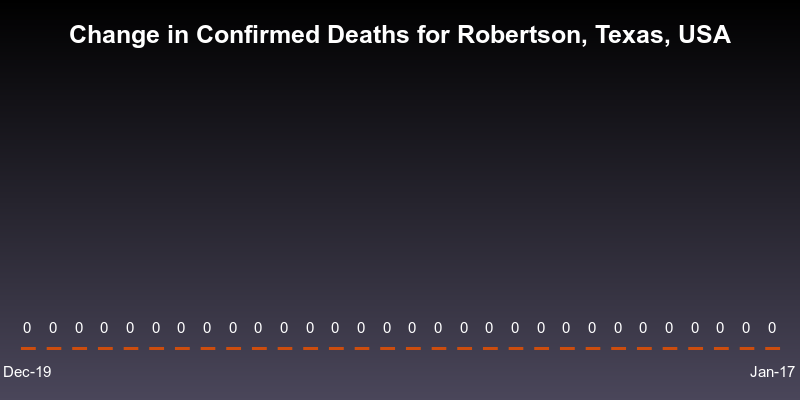 Change in Confirmed Deaths for Robertson, Texas, USA
0 0 0 0 0 0 0 0 0 0 0 0 0 0 0 0 0 0 0 0 0 0 0 0 0 0 0 0 0 0
Dec-19 Jan-17